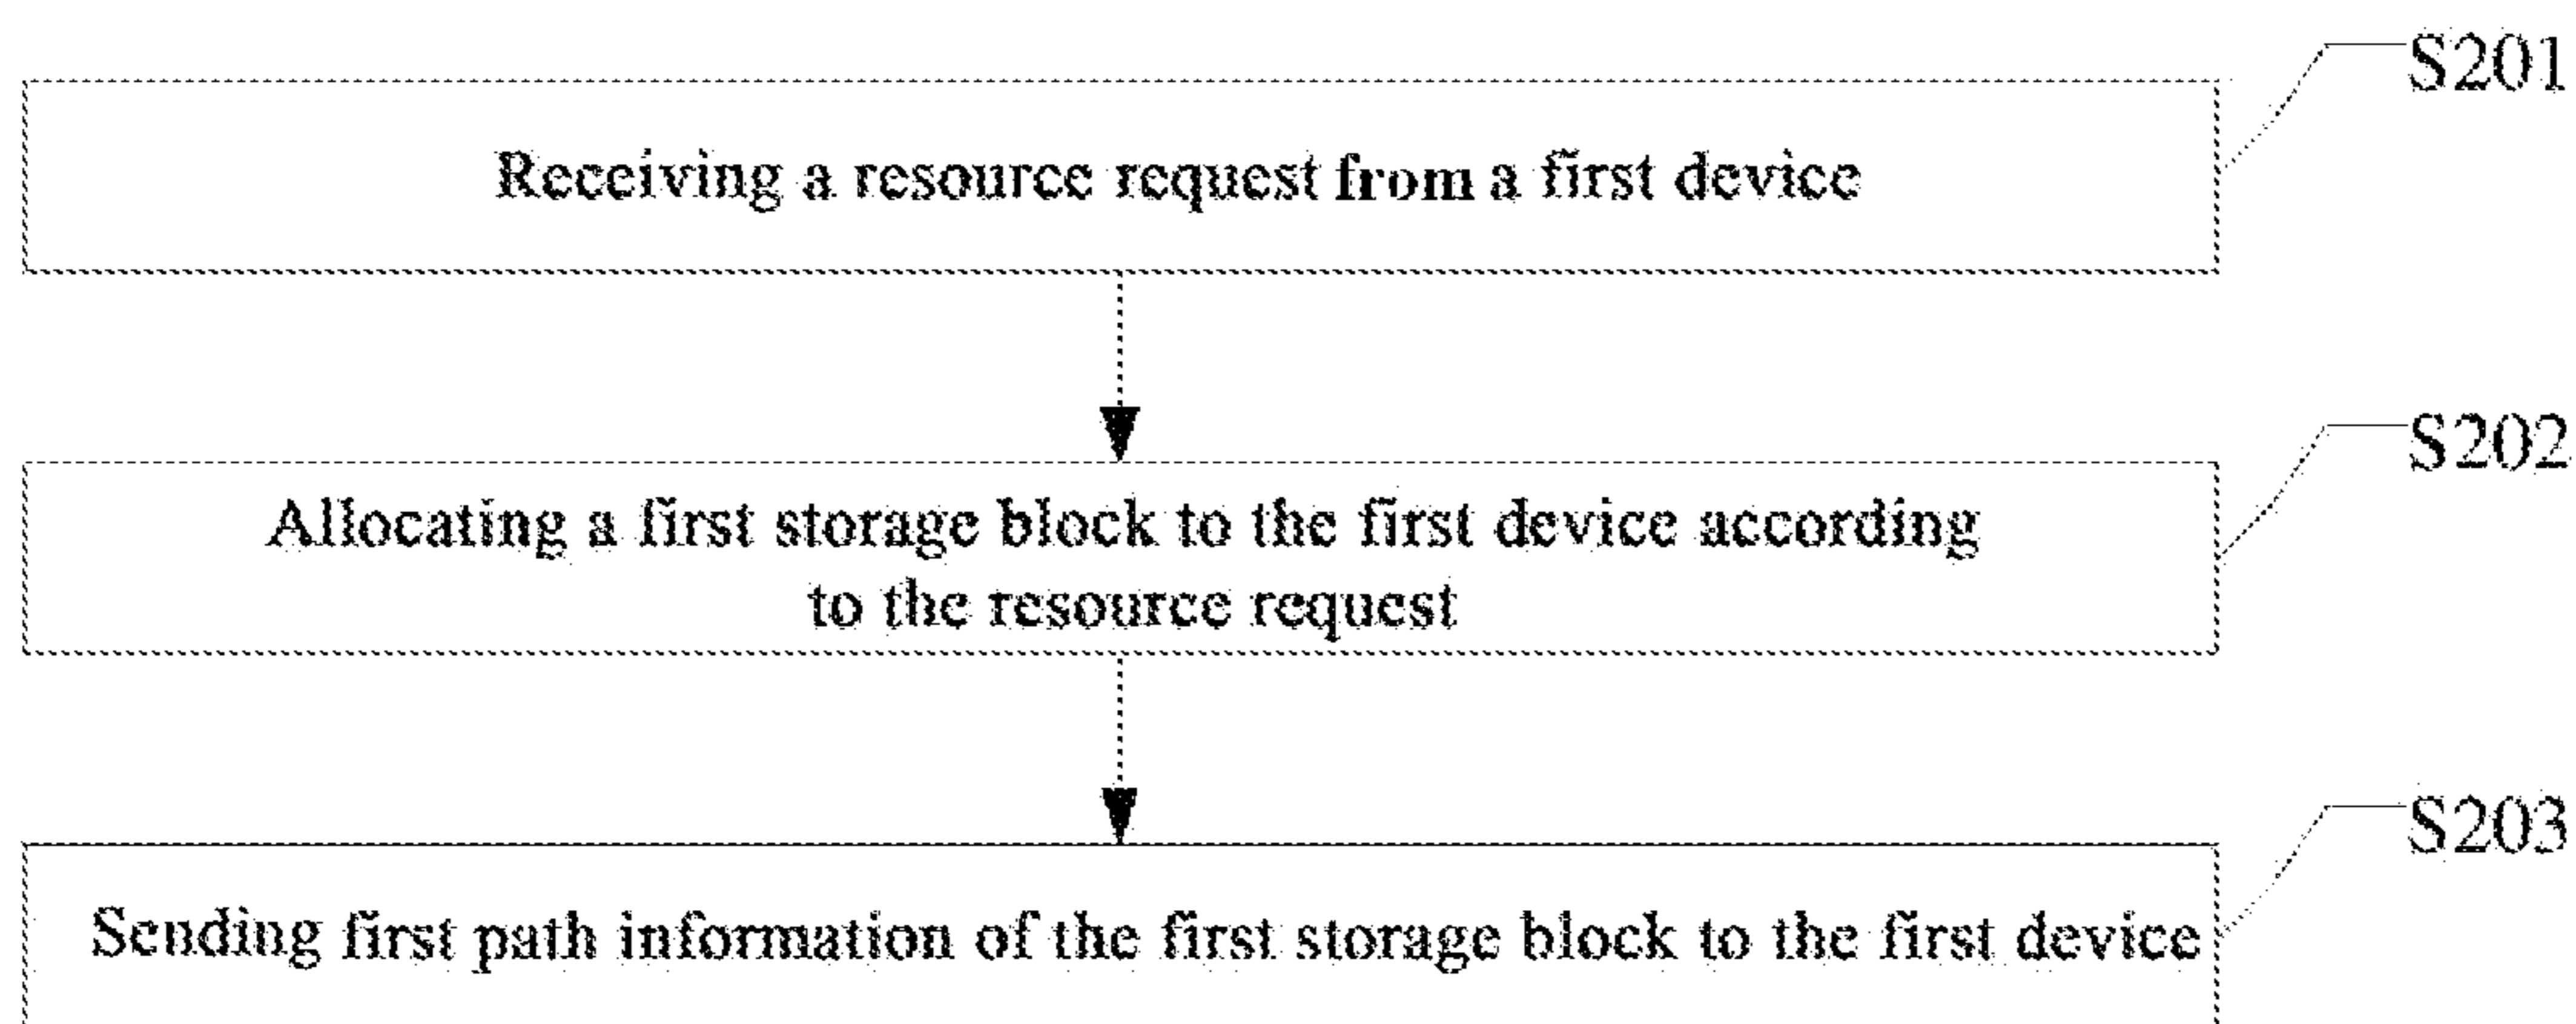 S201
Receiving a resource request from a first device
S202
Allocating a first storage block to the first device according
to the resource request
S203
Sending first path information of the first storage block to the first device